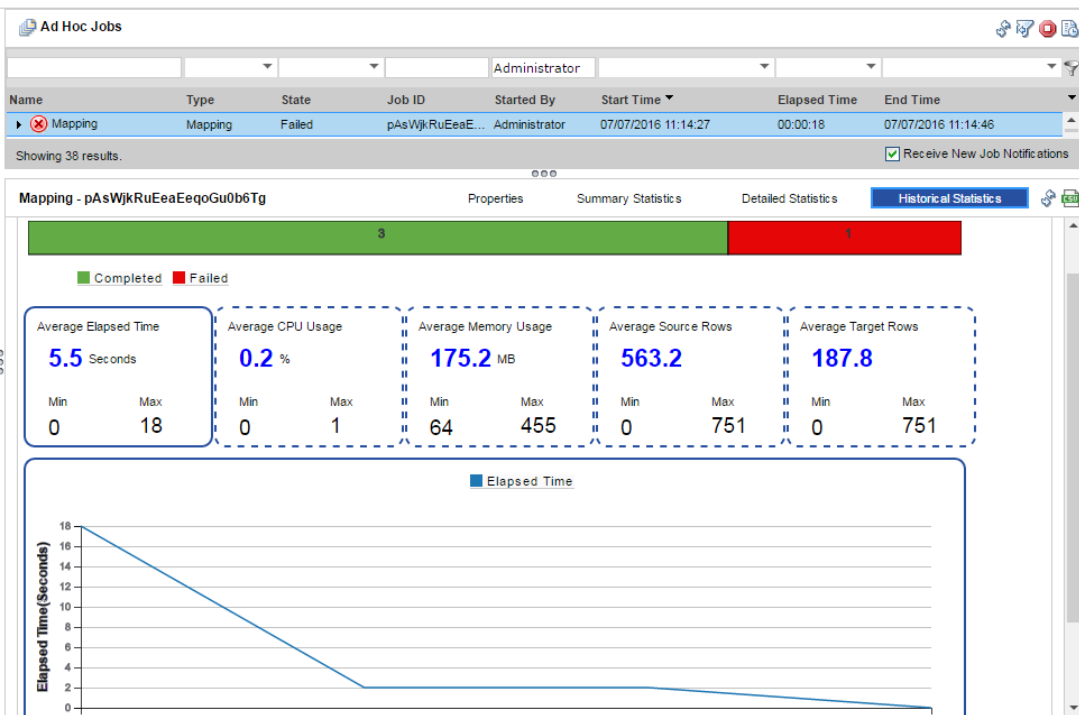 Ad Hoc Jobs
Administrator
Name Type State Job ID Started By Start Time Elapsed Time End Time
Mapping Mapping Failed pAsWjkRuEeaE... Administrator 07/07/2016 11:14:27 00:00:18 07/07/2016 11:14:46
Showing 38 results. Receive New Job Notifications
Mapping - pAsWjkRuEeaEeqoGu0b6Tg Properties Summary Statistics Detailed Statistics Historical Statistics CSV
3 1
Completed Failed
Average Elapsed Time Average CPU Usage Average Memory Usage Average Source Rows Average Target Rows
5.5 Seconds 0.2 % 175.2 MB 563.2 187.8
Min Max Min Max Min Max Min Max Min Max
0 18 0 1 64 455 0 751 0 751
Elapsed Time
Elapsed Time(Seconds)
18
16
14
12
10
8
6
4
2
0